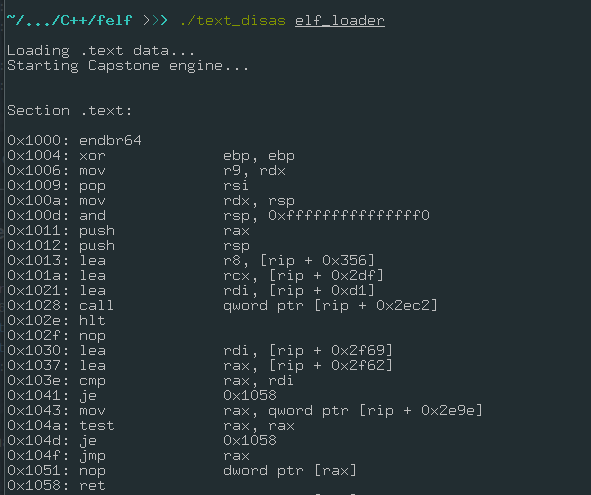 ~/.../C++/felf >>> ./text_disas elf_loader
Loading .text data...
Starting Capstone engine...
Section .text:
0x1000: endbr64
0x1004: xor ebp, ebp
0x1006: mov r9, rdx
0x1009: pop rsi
0x100a: mov rdx, rsp
0x100d: and rsp, 0xfffffffffffffff0
0x1011: push rax
0x1012: push rsp
0x1013: lea r8, [rip + 0x356]
0x101a: lea rcx, [rip + 0x2df]
0x1021: lea rdi, [rip + 0xd1]
0x1028: call qword ptr [rip + 0x2ec2]
0x102e: hlt
0x102f: nop
0x1030: lea rdi, [rip + 0x2f69]
0x1037: lea rax, [rip + 0x2f62]
0x103e: cmp rax, rdi
0x1041: je 0x1058
0x1043: mov rax, qword ptr [rip + 0x2e9e]
0x104a: test rax, rax
0x104d: je 0x1058
0x104f: jmp rax
0x1051: nop dword ptr [rax]
0x1058: ret